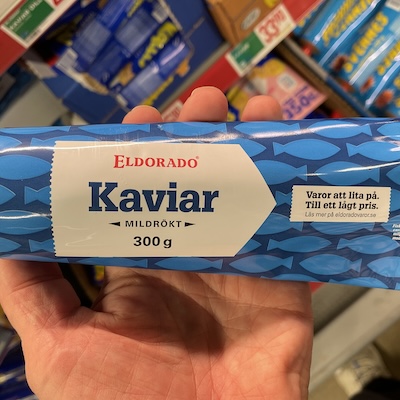 ELDORADO
Kaviar
MILDRÖKT
300 g
Varor att lita på.
Till ett lågt pris.
Läs mer på eldoradovaror.se